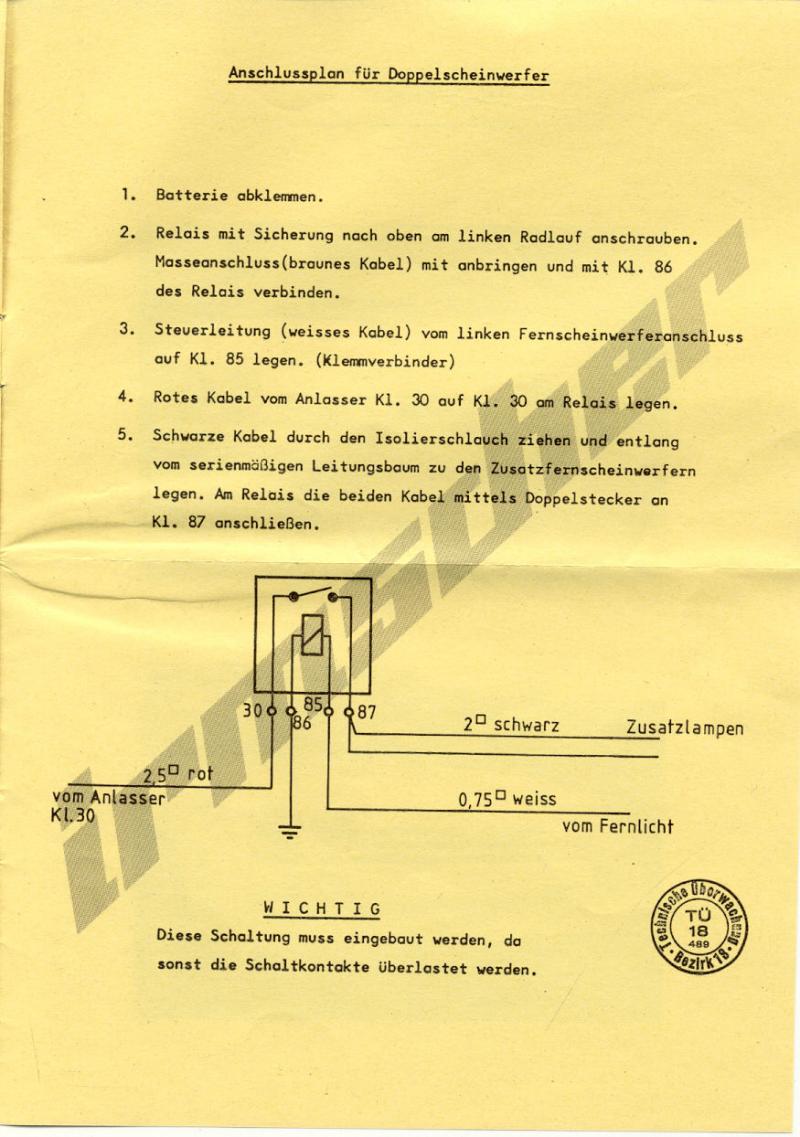 Anschlussplan für Doppelscheinwerfer
1. Batterie abklemmen.
2. Relais mit Sicherung nach oben am linken Radlauf anschrauben.
Masseanschluss(braunes Kabel) mit anbringen und mit Kl. 86
des Relais verbinden.
3. Steuerleitung (weisses Kabel) vom linken Fernscheinwerferanschluss
auf Kl. 85 legen. (Klemmverbinder)
4. Rotes Kabel vom Anlasser Kl. 30 auf Kl. 30 am Relais legen.
5. Schwarze Kabel durch den Isolierschlauch ziehen und entlang
vom serienmäßigen Leitungsbaum zu den Zusatzfernscheinwerfern
legen. Am Relais die beiden Kabel mittels Doppelstecker an
Kl. 87 anschließen.
irmscher
30 86 85 87
2□ schwarz Zusatzlampen
2,5□ rot
vom Anlasser
Kl.30
0,75□ weiss
vom Fernlicht
WICHTIG
Diese Schaltung muss eingebaut werden, da
sonst die Schaltkontakte überlastet werden.
Technische Überwachung
TÜ
18
489
Bezirk 18